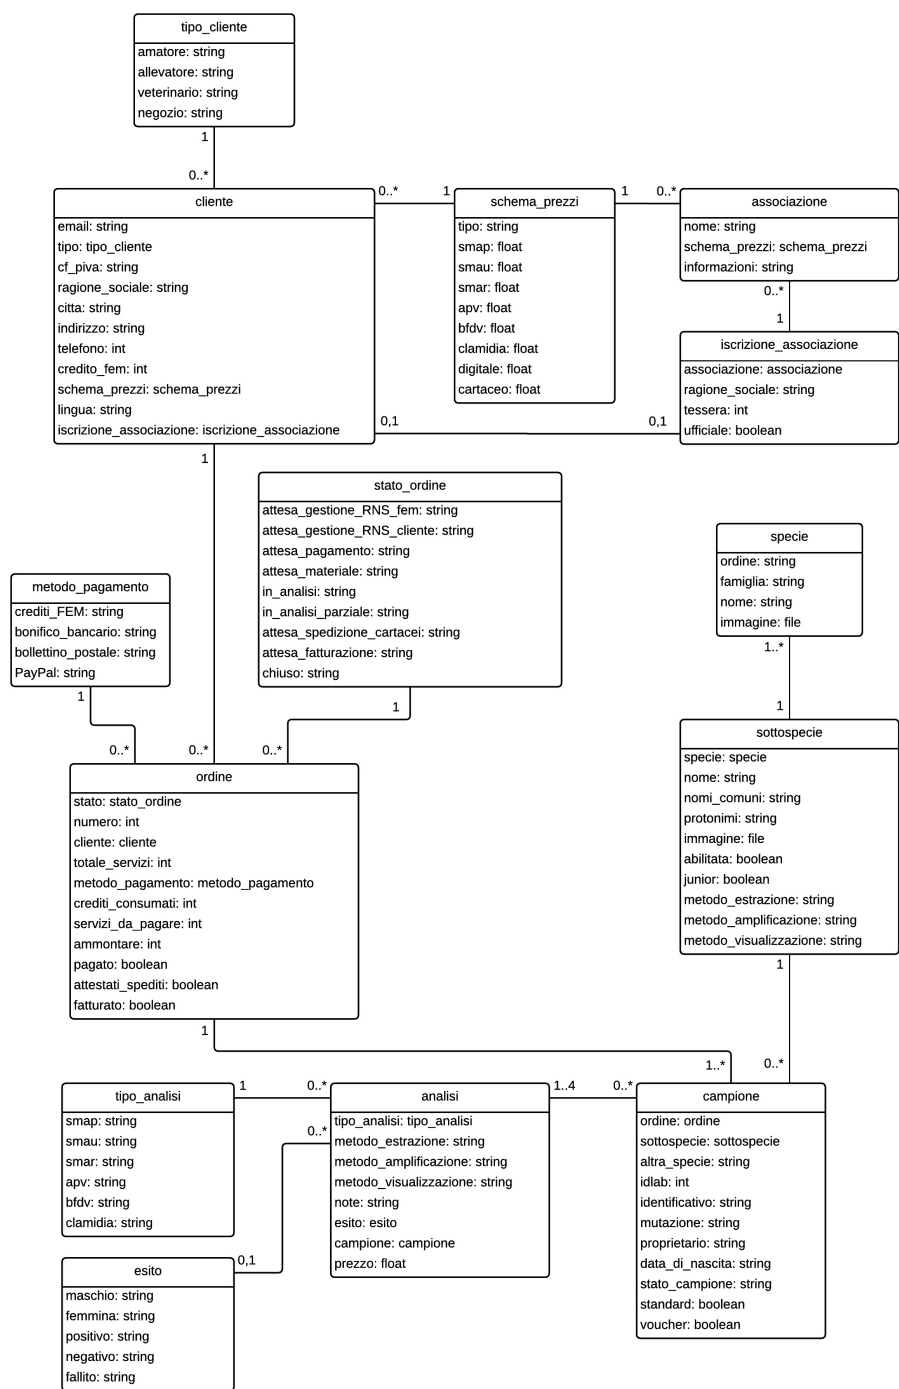 tipo_cliente
amatore: string
allevatore: string
veterinario: string
negozio: string
1
0..*
cliente
email: string
tipo: tipo_cliente
cf_piva: string
ragione_sociale: string
citta: string
indirizzo: string
telefono: int
credito_fem: int
schema_prezzi: schema_prezzi
lingua: string
iscrizione_associazione: iscrizione_associazione
0..*
1
schema_prezzi
tipo: string
smap: float
smau: float
smar: float
apv: float
bfdv: float
clamidia: float
digitale: float
cartaceo: float
1
0..*
associazione
nome: string
schema_prezzi: schema_prezzi
informazioni: string
0..*
1
iscrizione_associazione
associazione: associazione
ragione_sociale: string
tessera: int
ufficiale: boolean
0,1
0,1
1
stato_ordine
attesa_gestione_RNS_fem: string
attesa_gestione_RNS_cliente: string
attesa_pagamento: string
attesa_materiale: string
in_analisi: string
in_analisi_parziale: string
attesa_spedizione_cartacei: string
attesa_fatturazione: string
chiuso: string
1
specie
ordine: string
famiglia: string
nome: string
immagine: file
1..*
1
metodo_pagamento
crediti_FEM: string
bonifico_bancario: string
bollettino_postale: string
PayPal: string
1
0..*
0..*
0..*
ordine
stato: stato_ordine
numero: int
cliente: cliente
totale_servizi: int
metodo_pagamento: metodo_pagamento
crediti_consumati: int
servizi_da_pagare: int
ammontare: int
pagato: boolean
attestati_spediti: boolean
fatturato: boolean
1
1..*
sottospecie
specie: specie
nome: string
nomi_comuni: string
protonimi: string
immagine: file
abilitata: boolean
junior: boolean
metodo_estrazione: string
metodo_amplificazione: string
metodo_visualizzazione: string
1
0..*
tipo_analisi
smap: string
smau: string
smar: string
apv: string
bfdv: string
clamidia: string
1
0..*
analisi
tipo_analisi: tipo_analisi
metodo_estrazione: string
metodo_amplificazione: string
metodo_visualizzazione: string
note: string
esito: esito
campione: campione
prezzo: float
1..4
0..*
campione
ordine: ordine
sottospecie: sottospecie
altra_specie: string
idlab: int
identificativo: string
mutazione: string
proprietario: string
data_di_nascita: string
stato_campione: string
standard: boolean
voucher: boolean
0..*
0,1
esito
maschio: string
femmina: string
positivo: string
negativo: string
fallito: string